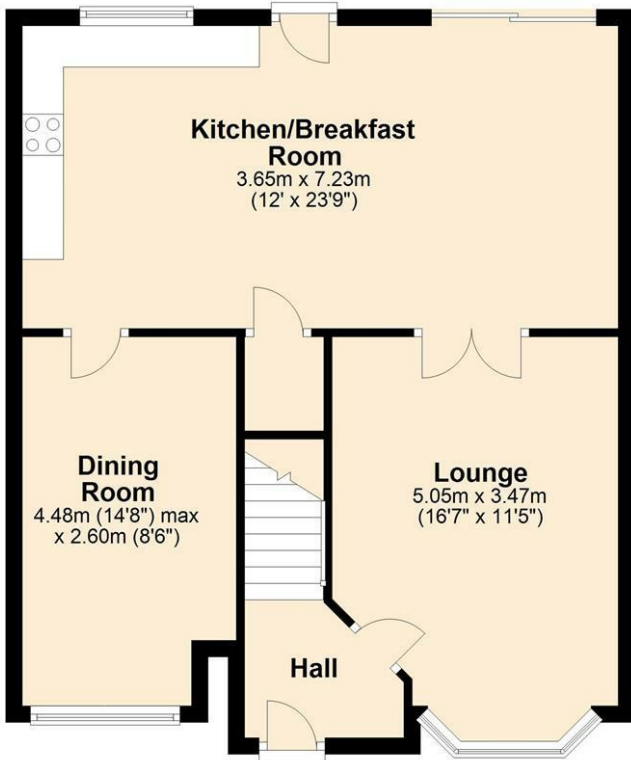 Kitchen/Breakfast
Room
3.65m x 7.23m
(12' x 23'9")
Dining
Room
4.48m (14'8") max
x 2.60m (8'6")
Lounge
5.05m x 3.47m
(16'7" x 11'5")
Hall